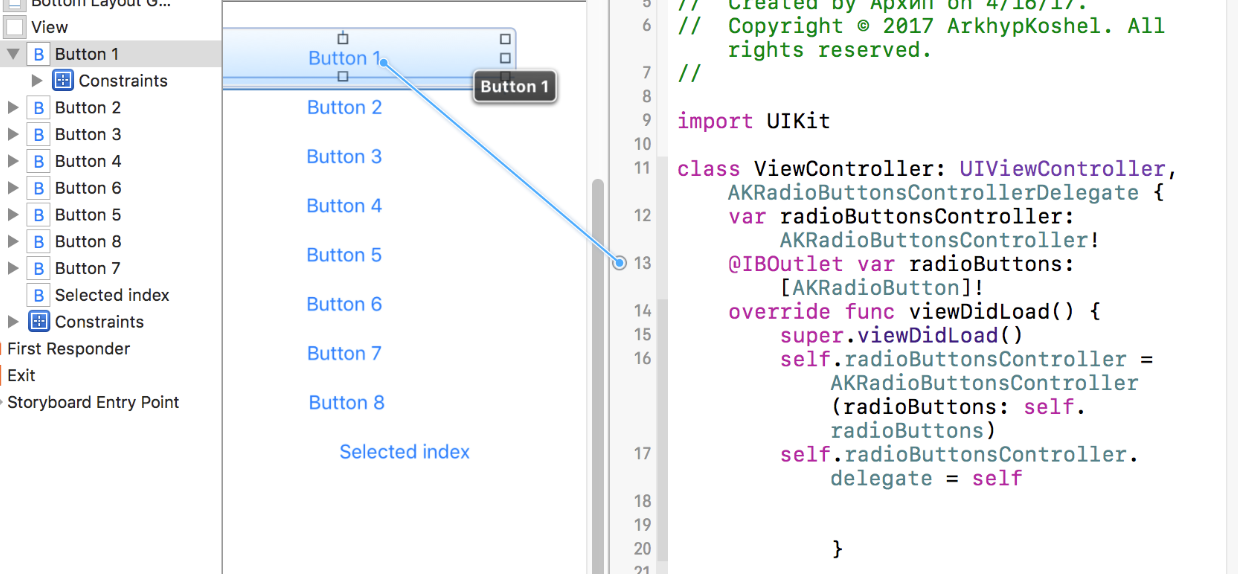 Bottom Layout G...
View
B Button 1
Constraints
B Button 2
B Button 3
B Button 4
B Button 6
B Button 5
B Button 8
B Button 7
B Selected index
Constraints
First Responder
Exit
Storyboard Entry Point
Button 1
Button 1
Button 2
Button 3
Button 4
Button 5
Button 6
Button 7
Button 8
Selected index
5 // Created by Архип on 4/16/17.
6 // Copyright © 2017 ArkhypKoshel. All
rights reserved.
7 //
8
9 import UIKit
10
11 class ViewController: UIViewController,
AKRadioButtonsControllerDelegate {
12 var radioButtonsController:
AKRadioButtonsController!
13 @IBOutlet var radioButtons:
[AKRadioButton]!
14 override func viewDidLoad() {
15 super.viewDidLoad()
16 self.radioButtonsController =
AKRadioButtonsController
(radioButtons: self.
radioButtons)
17 self.radioButtonsController.
delegate = self
18
19
20 }
21